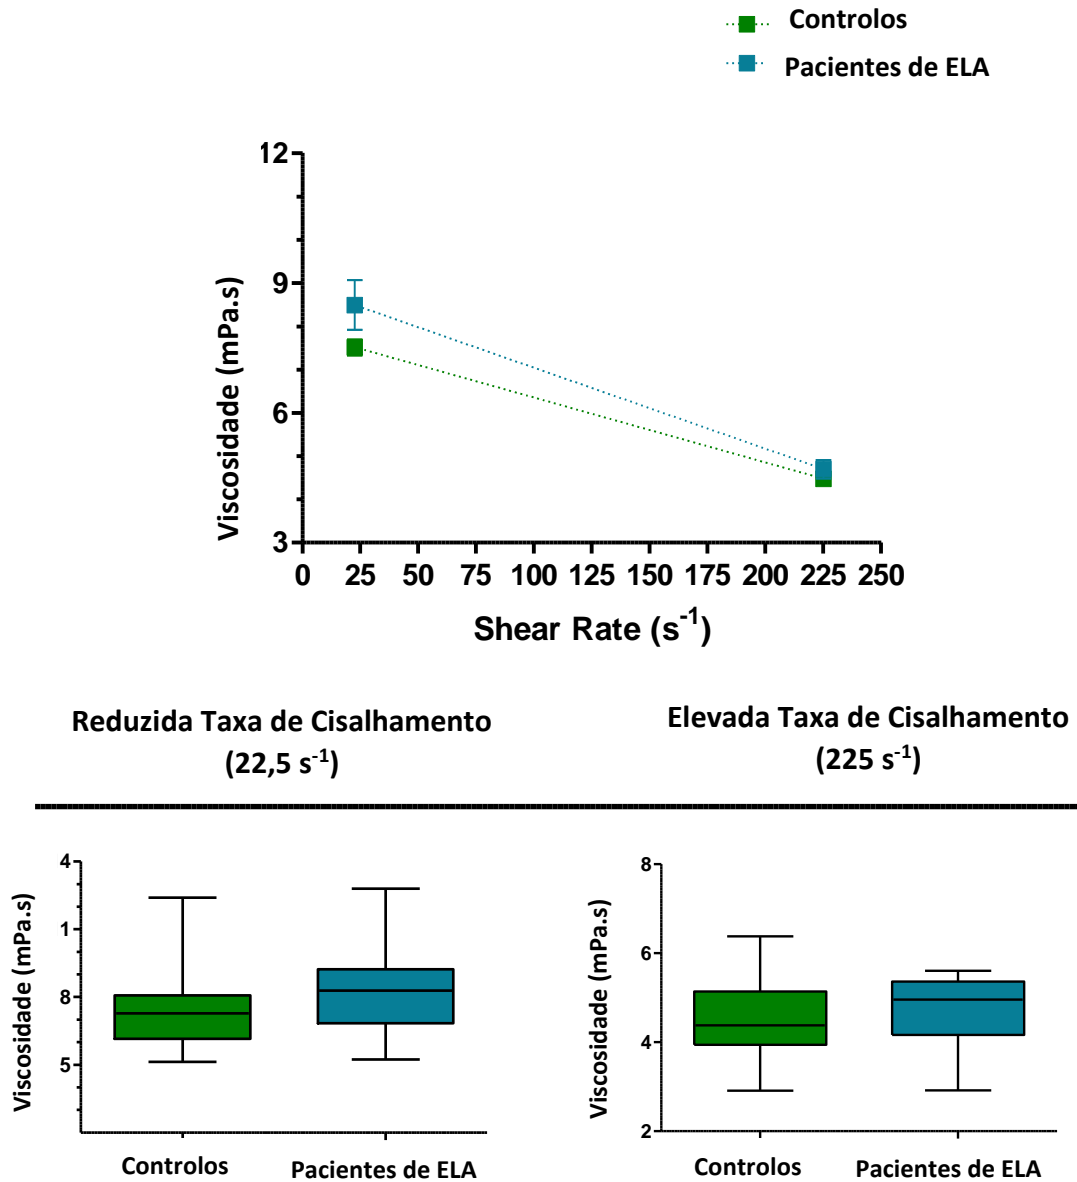 Controlos
Pacientes de ELA
12
9
6
3
Viscosidade (mPa.s)
0 25 50 75 100 125 150 175 200 225 250
Shear Rate (s⁻¹)
Reduzida Taxa de Cisalhamento
(22,5 s⁻¹)
Elevada Taxa de Cisalhamento
(225 s⁻¹)
Viscosidade (mPa.s)
4
1
8
5
Controlos
Pacientes de ELA
Viscosidade (mPa.s)
8
6
4
2
Controlos
Pacientes de ELA